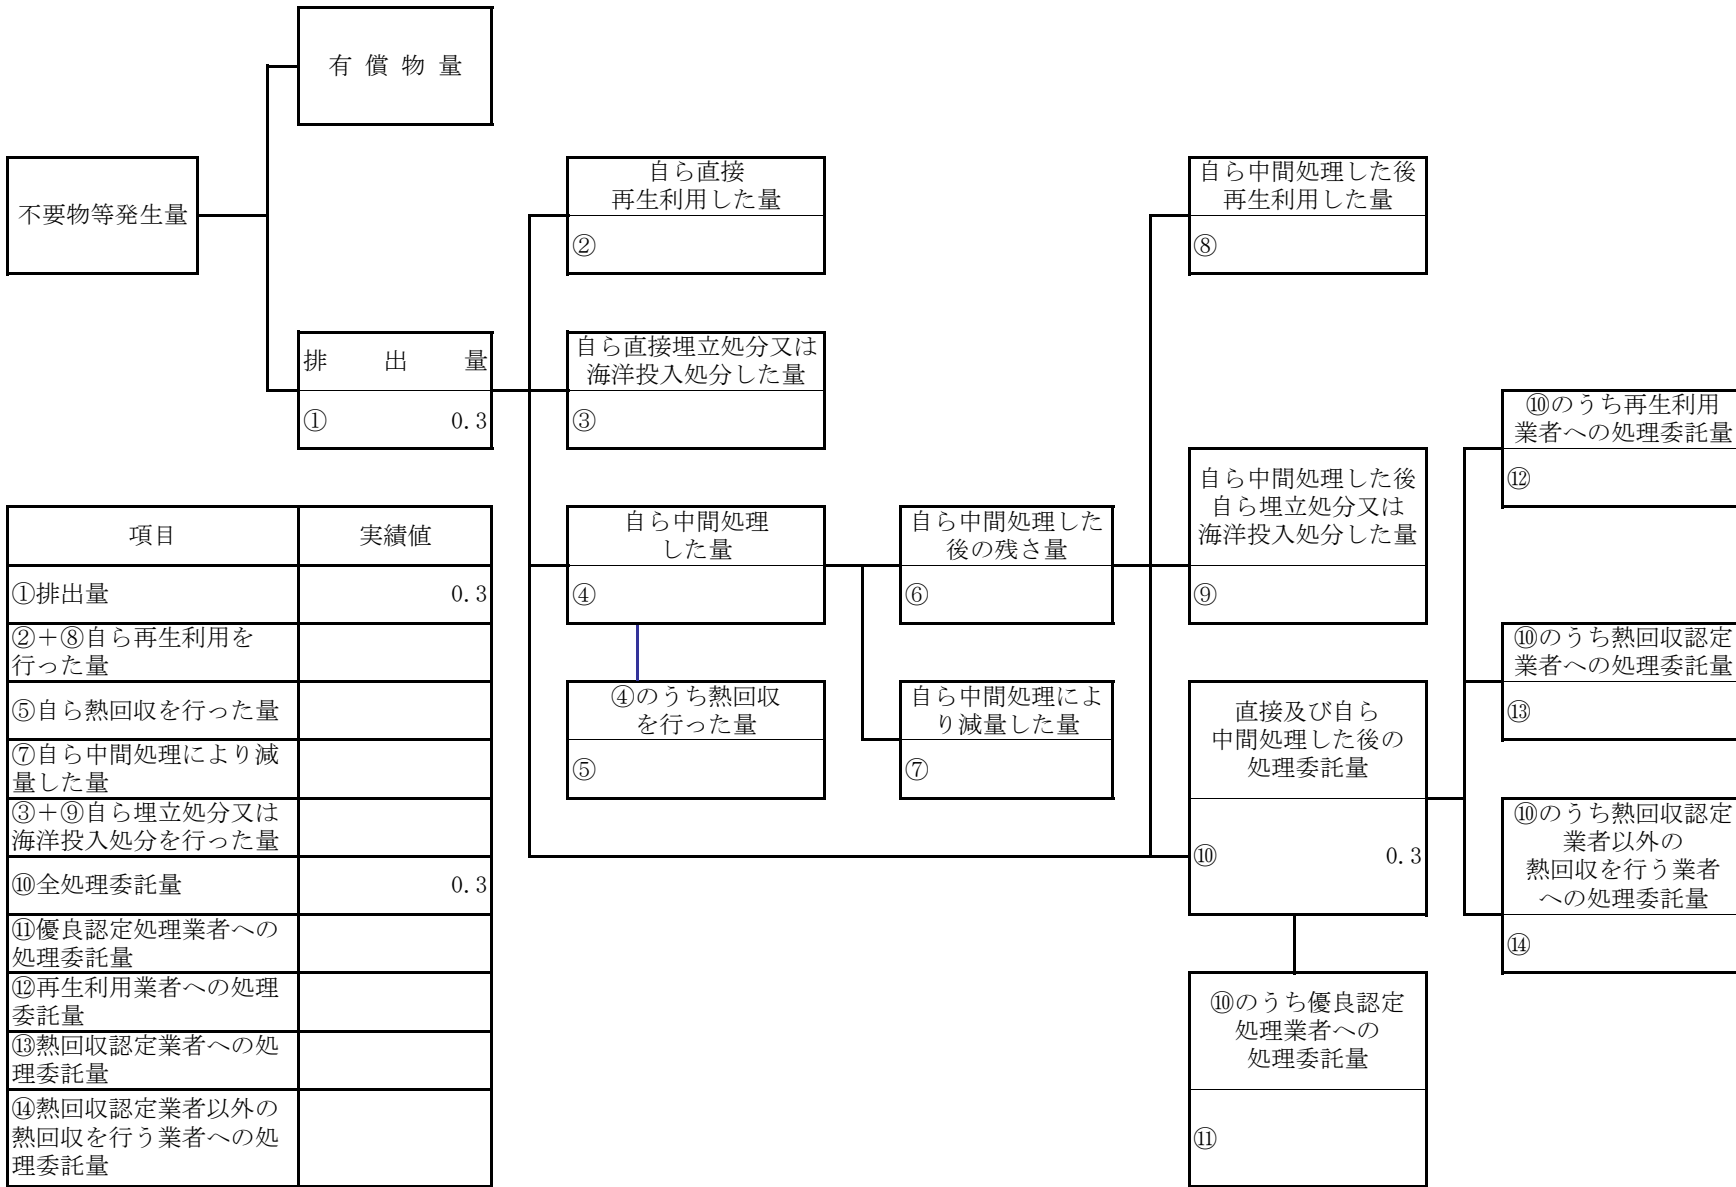 有 償 物 量
不要物等発生量
自ら直接
再生利用した量
②
自ら中間処理した後
再生利用した量
⑧
排 出 量
① 0.3
自ら直接埋立処分又は
海洋投入処分した量
③
⑩のうち再生利用
業者への処理委託量
⑫
自ら中間処理
した量
④
自ら中間処理した
後の残さ量
⑥
自ら中間処理した後
自ら埋立処分又は
海洋投入処分した量
⑨
⑩のうち熱回収認定
業者への処理委託量
⑬
④のうち熱回収
を行った量
⑤
自ら中間処理によ
り減量した量
⑦
直接及び自ら
中間処理した後の
処理委託量
⑩ 0.3
⑩のうち熱回収認定
業者以外の
熱回収を行う業者
への処理委託量
⑭
⑩のうち優良認定
処理業者への
処理委託量
⑪
項目 実績値
①排出量 0.3
②＋⑧自ら再生利用を
行った量
⑤自ら熱回収を行った量
⑦自ら中間処理により減
量した量
③＋⑨自ら埋立処分又は
海洋投入処分を行った量
⑩全処理委託量 0.3
⑪優良認定処理業者への
処理委託量
⑫再生利用業者への処理
委託量
⑬熱回収認定業者への処
理委託量
⑭熱回収認定業者以外の
熱回収を行う業者への処
理委託量